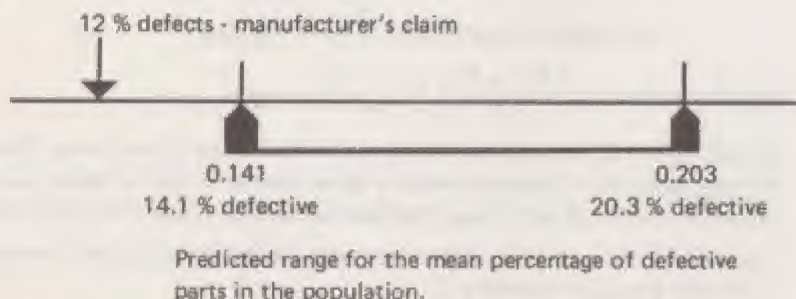 12 % defects - manufacturer's claim
0.141
0.203
14.1 % defective
20.3 % defective
Predicted range for the mean percentage of defective
parts in the population.